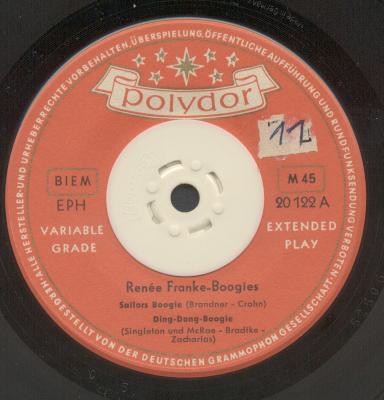 ALLE HERSTELLER- UND URHEBERRECHTE VORBEHALTEN, ÜBERSPIELUNG, ÖFFENTLICHE AUFFÜHRUNG UND RUNDFUNKSENDUNG VERBOTEN
polydor
11
BIEM
EPH
M 45
20 122 A
VARIABLE
GRADE
EXTENDED
PLAY
Renée Franke-Boogies
Sailors Boogie (Brandner - Crohn)
Ding-Dong-Boogie
(Singleton und McRae - Bradtke -
Zacharias)
HERGESTELLT VON DER DEUTSCHEN GRAMMOPHON GESELLSCHAFT